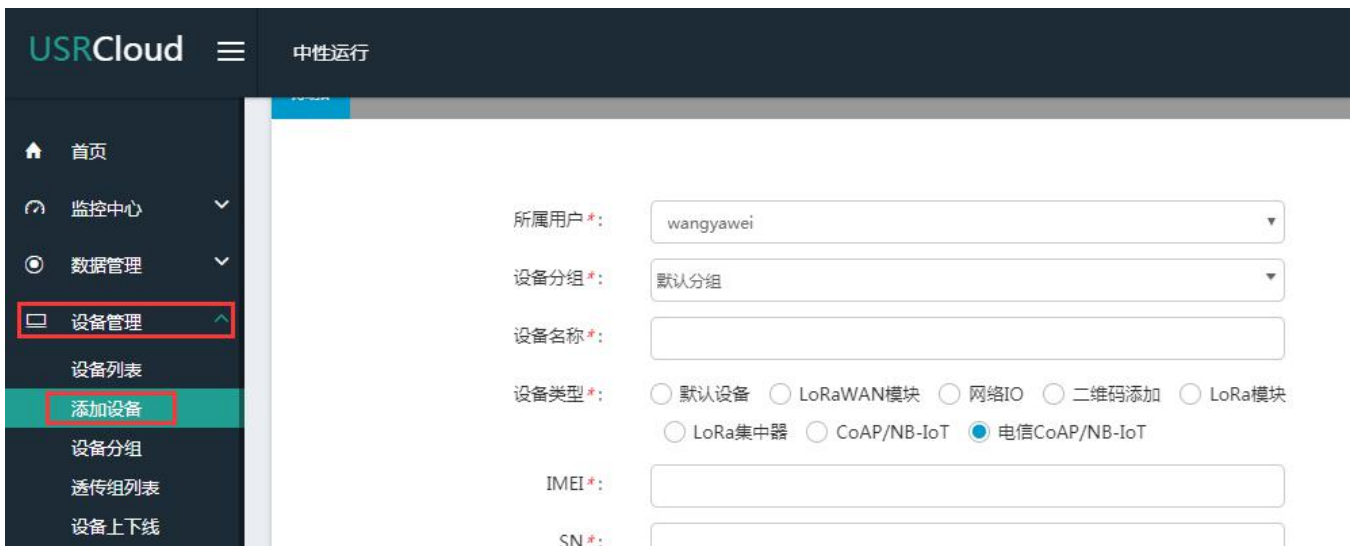 USRCloud
中性运行
首页
监控中心
数据管理
设备管理
设备列表
添加设备
设备分组
透传组列表
设备上下线
所属用户*:
wangyawei
设备分组*:
默认分组
设备名称*:
设备类型*:
默认设备 LoRaWAN模块 网络IO 二维码添加 LoRa模块
LoRa集中器 CoAP/NB-IoT 电信CoAP/NB-IoT
IMEI*:
SN*: